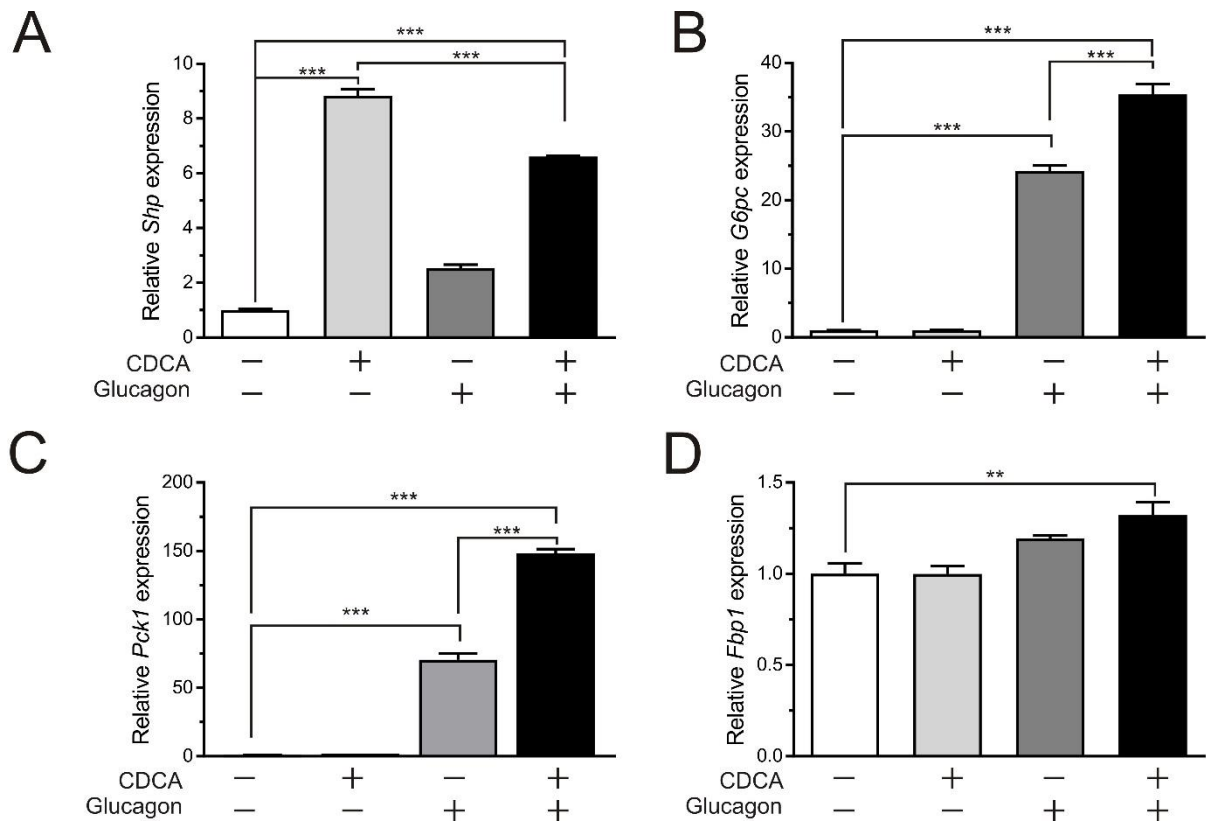 A
Relative Shp expression
10
8
6
4
2
0
***
***
***
CDCA — + — +
Glucagon — — + +
B
Relative G6pc expression
40
30
20
10
0
***
***
***
CDCA — + — +
Glucagon — — + +
C
Relative Pck1 expression
200
150
100
50
0
***
***
***
CDCA — + — +
Glucagon — — + +
D
Relative Fbp1 expression
1.5
1.0
0.5
0.0
**
CDCA — + — +
Glucagon — — + +